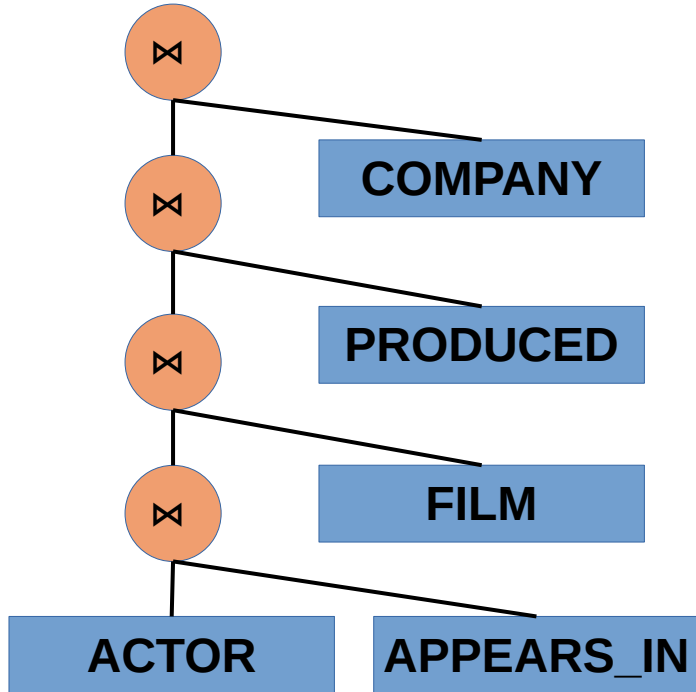 ⋈
COMPANY
⋈
PRODUCED
⋈
FILM
⋈
ACTOR APPEARS_IN